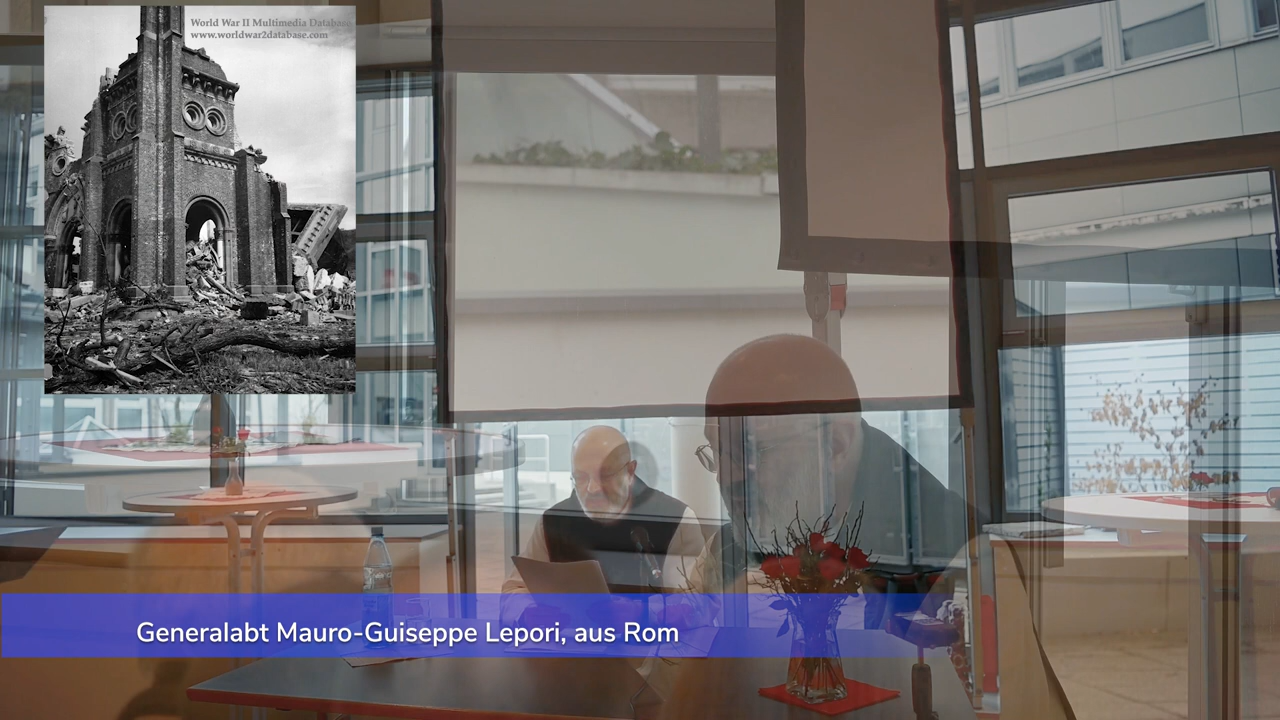 World War II Multimedia Database
www.worldwar2database.com
Generalabt Mauro-Guiseppe Lepori, aus Rom